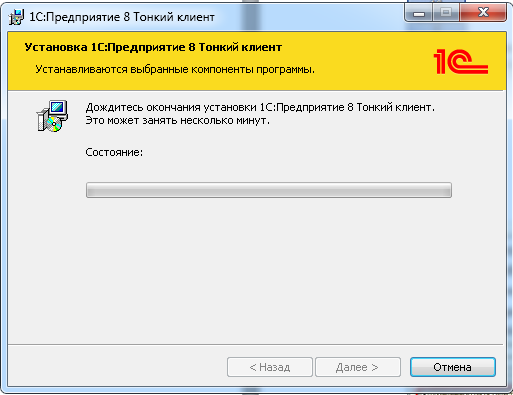 1С:Предприятие 8 Тонкий клиент
Установка 1С:Предприятие 8 Тонкий клиент
Устанавливаются выбранные компоненты программы.
1С
Дождитесь окончания установки 1С:Предприятие 8 Тонкий клиент.
Это может занять несколько минут.
Состояние:
< Назад
Далее >
Отмена